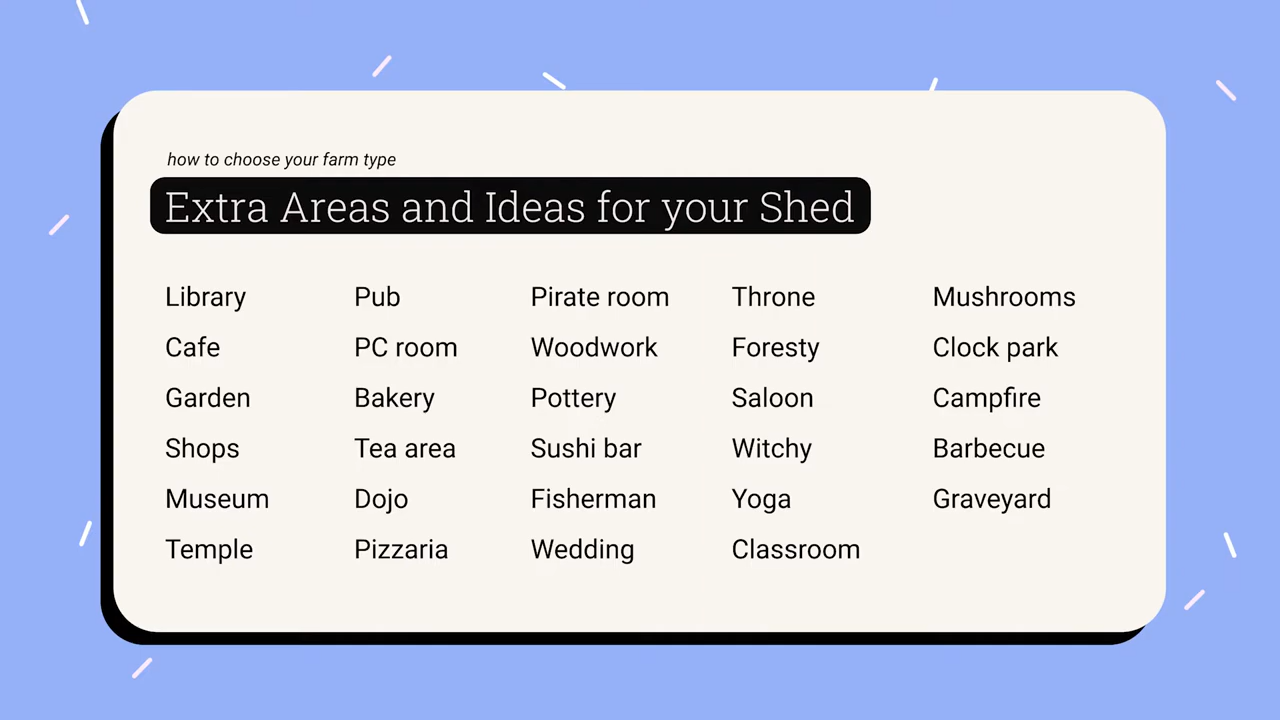 how to choose your farm type
Extra Areas and Ideas for your Shed
Library
Cafe
Garden
Shops
Museum
Temple
Pub
PC room
Bakery
Tea area
Dojo
Pizzaria
Pirate room
Woodwork
Pottery
Sushi bar
Fisherman
Wedding
Throne
Foresty
Saloon
Witchy
Yoga
Classroom
Mushrooms
Clock park
Campfire
Barbecue
Graveyard